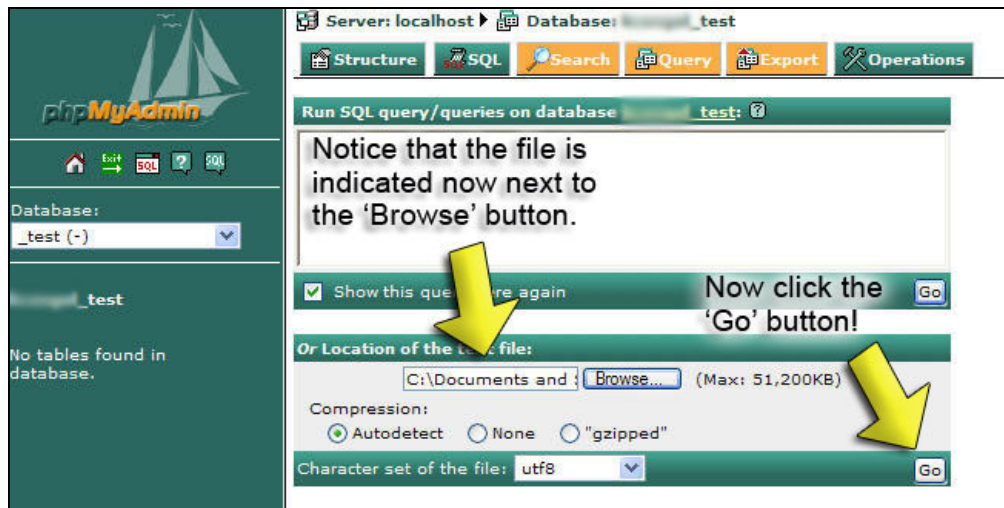 phpMyAdmin
Exit
SQL
?
SQL
Database:
_test (-)
_test
No tables found in
database.
Server: localhost Database: _test
Structure
SQL
Search
Query
Export
Operations
Run SQL query/queries on database _test:
Notice that the file is
indicated now next to
the ‘Browse’ button.
Show this again
Now click the
‘Go’ button!
Go
Or Location of the file:
C:\Documents and Browse... (Max: 51,200KB)
Compression:
Autodetect None "gzipped"
Character set of the file: utf8
Go